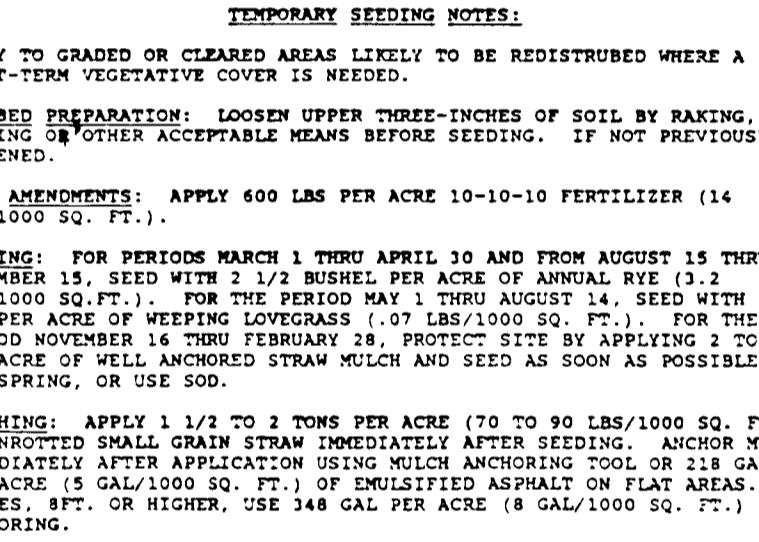 TEMPORARY SEEDING NOTES:
Y TO GRADED OR CLEARED AREAS LIKELY TO BE REDISTRUBED WHERE A
T-TERM VEGETATIVE COVER IS NEEDED.
BED PREPARATION: LOOSEN UPPER THREE-INCHES OF SOIL BY RAKING,
ING OR OTHER ACCEPTABLE MEANS BEFORE SEEDING. IF NOT PREVIOUS
ENED.
AMENDMENTS: APPLY 600 LBS PER ACRE 10-10-10 FERTILIZER (14
1000 SQ. FT.).
ING: FOR PERIODS MARCH 1 THRU APRIL 30 AND FROM AUGUST 15 THR
MBER 15, SEED WITH 2 1/2 BUSHEL PER ACRE OF ANNUAL RYE (3.2
1000 SQ.FT.). FOR THE PERIOD MAY 1 THRU AUGUST 14, SEED WITH
PER ACRE OF WEEPING LOVEGRASS (.07 LBS/1000 SQ. FT.). FOR THE
OD NOVEMBER 16 THRU FEBRUARY 28, PROTECT SITE BY APPLYING 2 TO
ACRE OF WELL ANCHORED STRAW MULCH AND SEED AS SOON AS POSSIBLE
SPRING, OR USE SOD.
HING: APPLY 1 1/2 TO 2 TONS PER ACRE (70 TO 90 LBS/1000 SQ. F
NROTTED SMALL GRAIN STRAW IMMEDIATELY AFTER SEEDING. ANCHOR M
DIATELY AFTER APPLICATION USING MULCH ANCHORING TOOL OR 218 GA
ACRE (5 GAL/1000 SQ. FT.) OF EMULSIFIED ASPHALT ON FLAT AREAS.
ES, 8FT. OR HIGHER, USE 348 GAL PER ACRE (8 GAL/1000 SQ. FT.)
ORING.